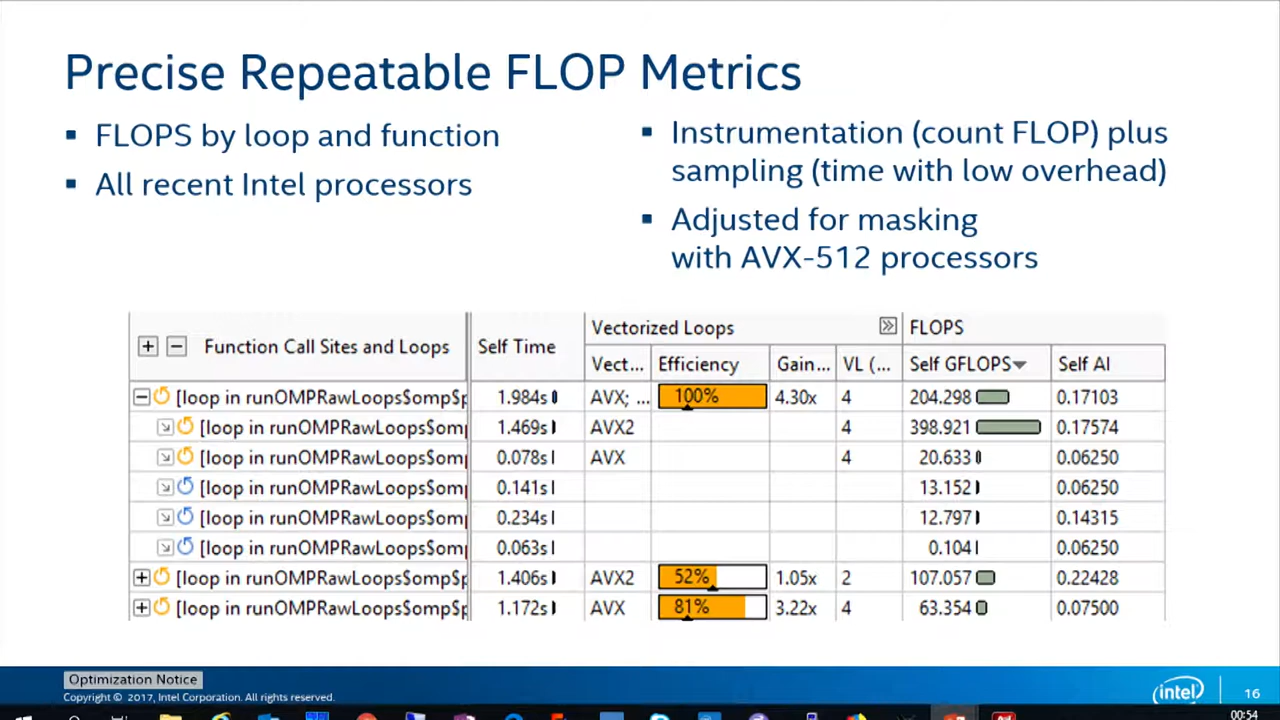 Precise Repeatable FLOP Metrics
▪ FLOPS by loop and function
▪ All recent Intel processors
▪ Instrumentation (count FLOP) plus
sampling (time with low overhead)
▪ Adjusted for masking
with AVX-512 processors
Function Call Sites and Loops Self Time Vectorized Loops FLOPS
Vect... Efficiency Gain... VL (... Self GFLOPS Self AI
[loop in runOMPRawLoops$omp$p 1.984s AVX; ... 100% 4.30x 4 204.298 0.17103
[loop in runOMPRawLoops$om 1.469s AVX2 4 398.921 0.17574
[loop in runOMPRawLoops$om 0.078s AVX 4 20.633 0.06250
[loop in runOMPRawLoops$om 0.141s 13.152 0.06250
[loop in runOMPRawLoops$om 0.234s 12.797 0.14315
[loop in runOMPRawLoops$om 0.063s 0.104 0.06250
[loop in runOMPRawLoops$omp$p 1.406s AVX2 52% 1.05x 2 107.057 0.22428
[loop in runOMPRawLoops$omp$p 1.172s AVX 81% 3.22x 4 63.354 0.07500
Optimization Notice
Copyright © 2017, Intel Corporation. All rights reserved.
intel
16
00:54